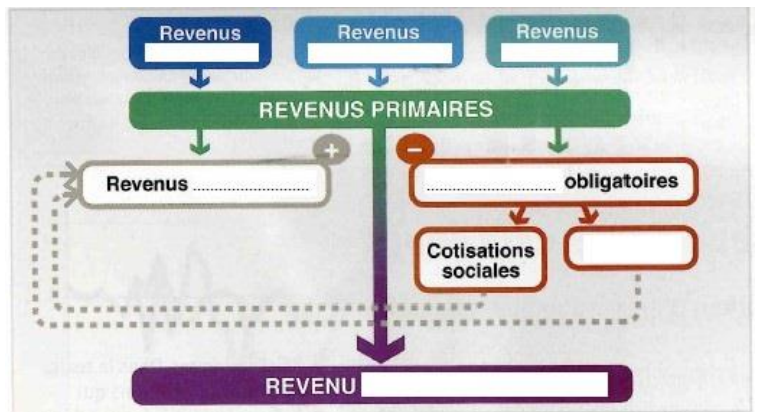 Revenus
Revenus
Revenus
REVENUS PRIMAIRES
+
−
Revenus ..............................
.............................. obligatoires
Cotisations
sociales
REVENU